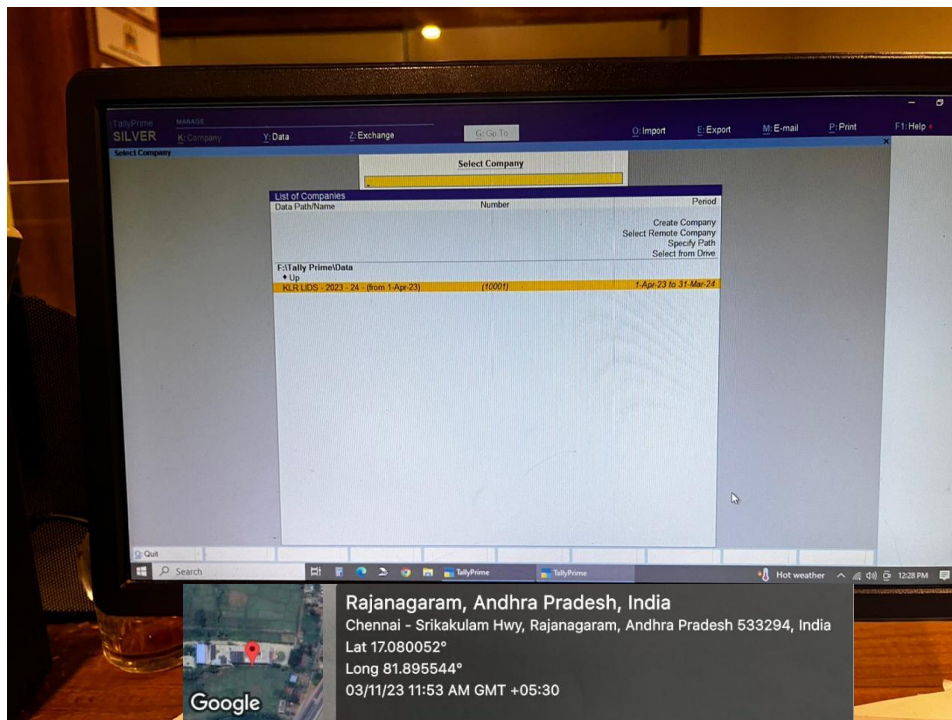 TallyPrime
SILVER
MANAGE
K: Company Y: Data Z: Exchange G: Go To O: Import E: Export M: E-mail P: Print F1: Help
Select Company
Select Company
List of Companies
Data Path/Name Number Period
Create Company
Select Remote Company
Specify Path
Select from Drive
F:\Tally Prime\Data
Up
KLR IJDS - 2023 - 24 - (from 1-Apr-23) (10001) 1-Apr-23 to 31-Mar-24
Q: Quit
Search TallyPrime TallyPrime Hot weather 12:28 PM
Rajanagaram, Andhra Pradesh, India
Chennai - Srikakulam Hwy, Rajanagaram, Andhra Pradesh 533294, India
Lat 17.080052°
Long 81.895544°
03/11/23 11:53 AM GMT +05:30
Google